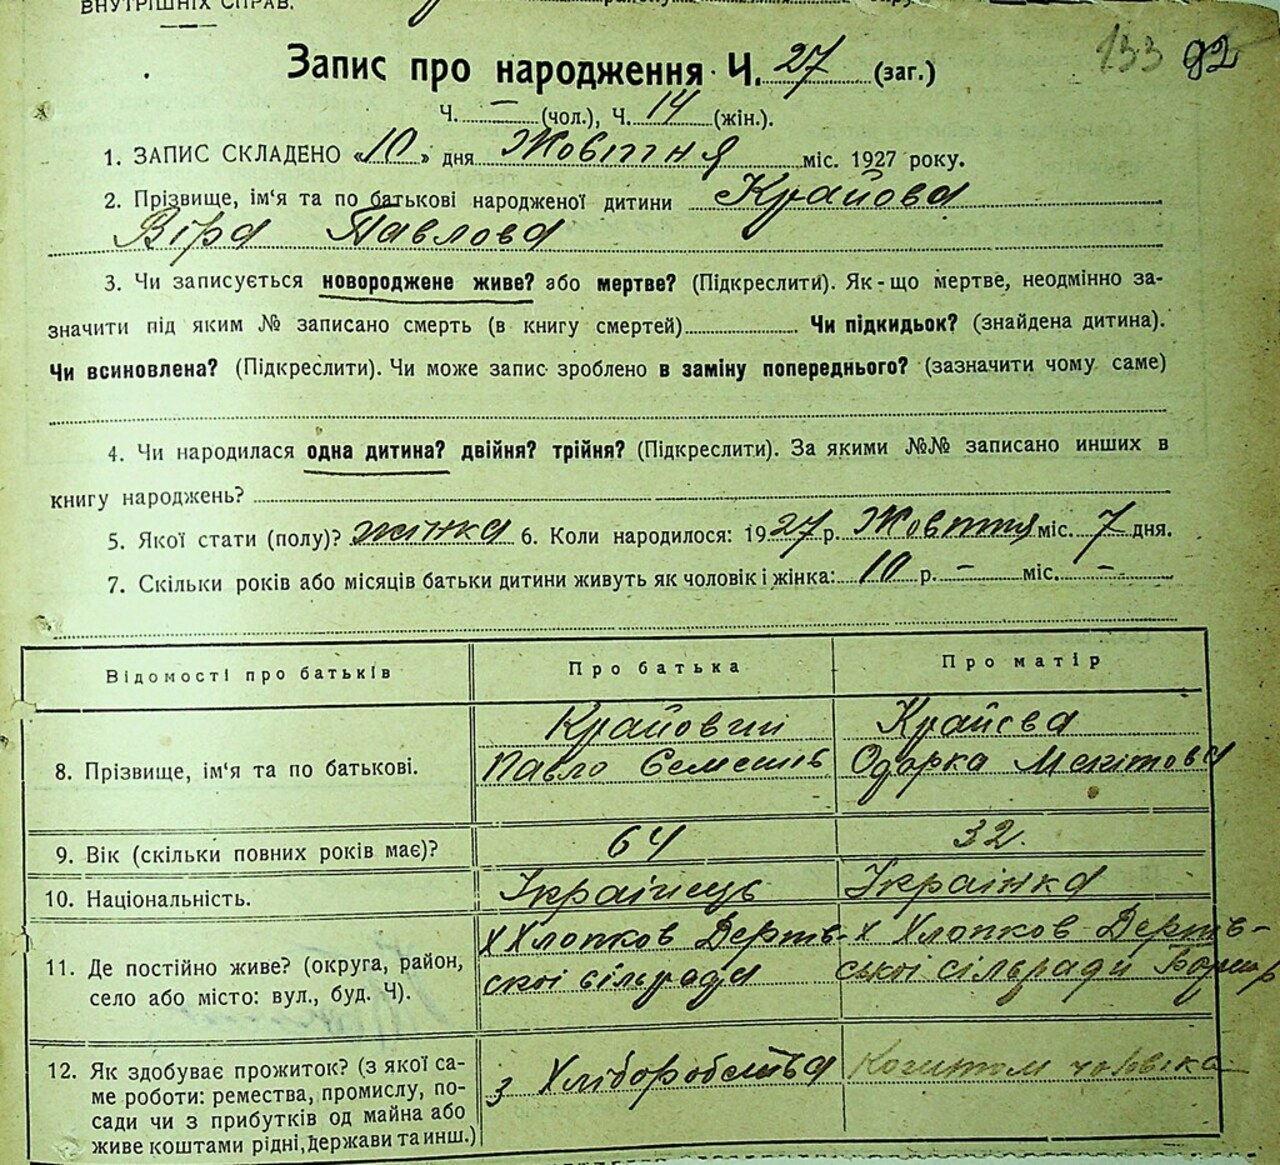 ВНУТРІШНІХ СПРАВ.
133 92
Запис про народження Ч. 27 (заг.)
Ч. — (чол.), Ч. 14 (жін.).
1. ЗАПИС СКЛАДЕНО «10» дня Жовтня міс. 1927 року.
2. Прізвище, ім'я та по батькові народженої дитини Крайова
Віра Павлова
3. Чи записується новороджене живе? або мертве? (Підкреслити). Як-що мертве, неодмінно за-
значити під яким № записано смерть (в книгу смертей) Чи підкидьок? (знайдена дитина).
Чи всиновлена? (Підкреслити). Чи може запис зроблено в заміну попереднього? (зазначити чому саме)
4. Чи народилася одна дитина? двійня? трійня? (Підкреслити). За якими №№ записано инших в
книгу народжень?
5. Якої стати (полу)? жінка 6. Коли народилося: 1927 р. Жовтня міс. 7 дня.
7. Скільки років або місяців батьки дитини живуть як чоловік і жінка: 10 р. — міс. —
Відомості про батьків Про батька Про матір
8. Прізвище, ім'я та по батькові.
Крайовий
Павло Семенів
Крайова
Одарка Микітова
9. Вік (скільки повних років має)? 64 32.
10. Національність. Українець Українка
11. Де постійно живе? (округа, район,
село або місто: вул., буд. Ч).
х Хлопков
ської сільради
х Хлопков
ської сільради
12. Як здобуває прожиток? (з якої са-
ме роботи: ремества, промислу, по-
сади чи з прибутків од майна або
живе коштами рідні, держави та инш.)
з Хліборобства
Коштом чоловіка